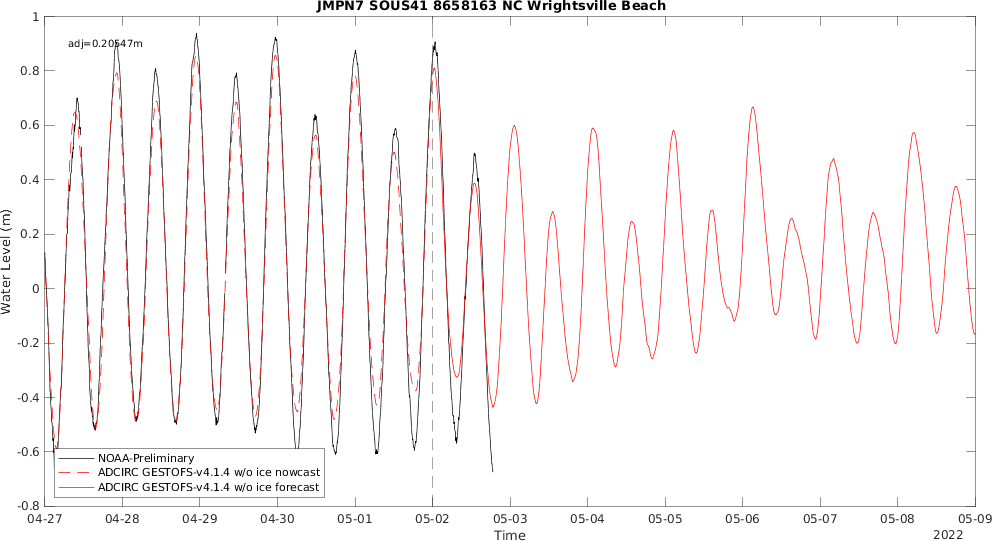 JMPN7 SOUS41 8658163 NC Wrightsville Beach
adj=0.20547m
1
0.8
0.6
0.4
0.2
0
-0.2
-0.4
-0.6
-0.8
Water Level (m)
NOAA-Preliminary
ADCIRC GESTOFS-v4.1.4 w/o ice nowcast
ADCIRC GESTOFS-v4.1.4 w/o ice forecast
04-27 04-28 04-29 04-30 05-01 05-02 05-03 05-04 05-05 05-06 05-07 05-08 05-09
Time
2022